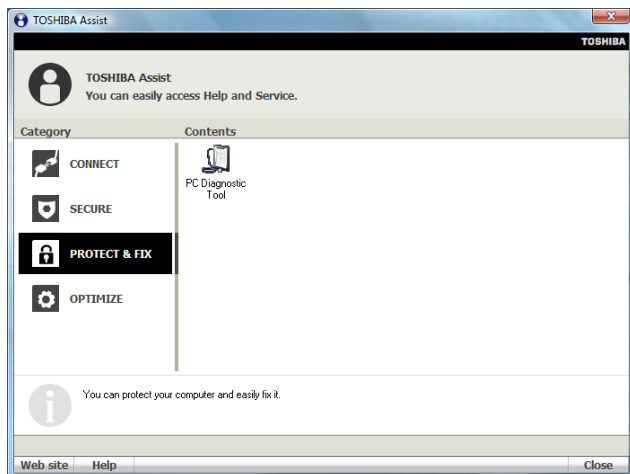 TOSHIBA Assist
TOSHIBA
TOSHIBA Assist
You can easily access Help and Service.
Category
Contents
CONNECT
SECURE
PROTECT & FIX
OPTIMIZE
PC Diagnostic
Tool
You can protect your computer and easily fix it.
Web site
Help
Close